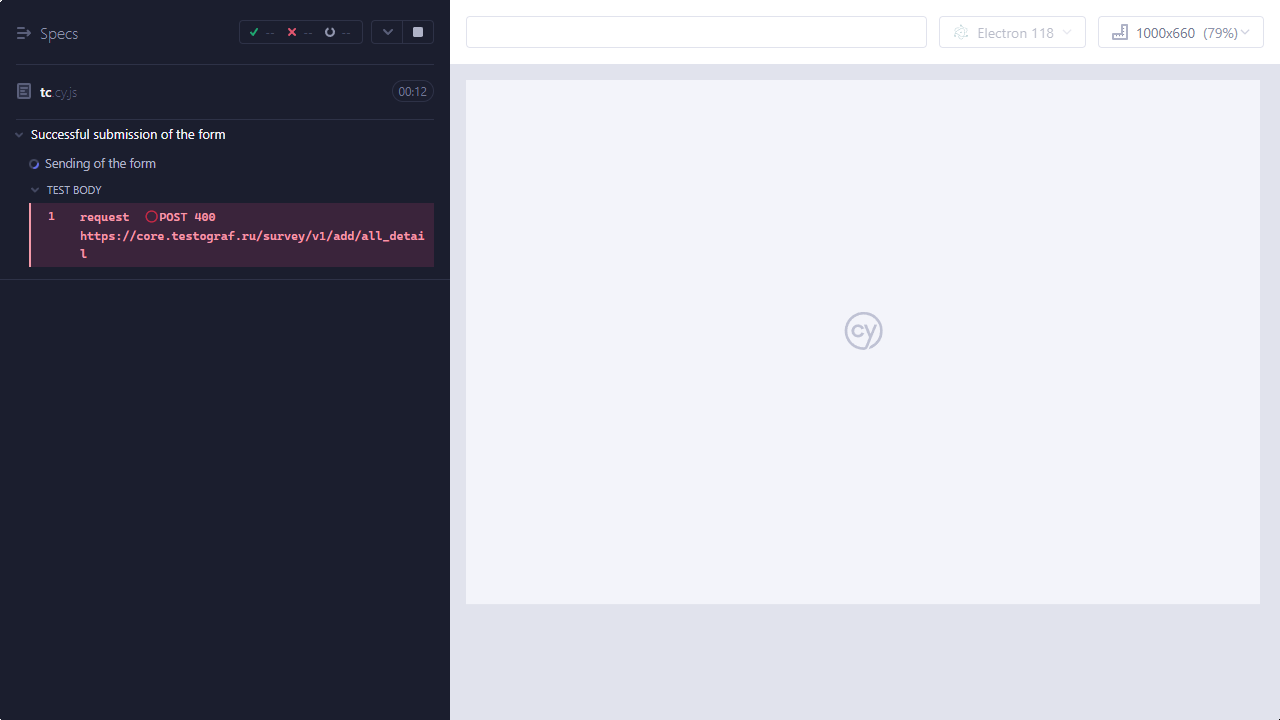 Specs
-- -- --
Electron 118
1000x660 (79%)
tc.cy.js
00:12
Successful submission of the form
Sending of the form
TEST BODY
1 request POST 400
https://core.testograf.ru/survey/v1/add/all_detai
l
cy